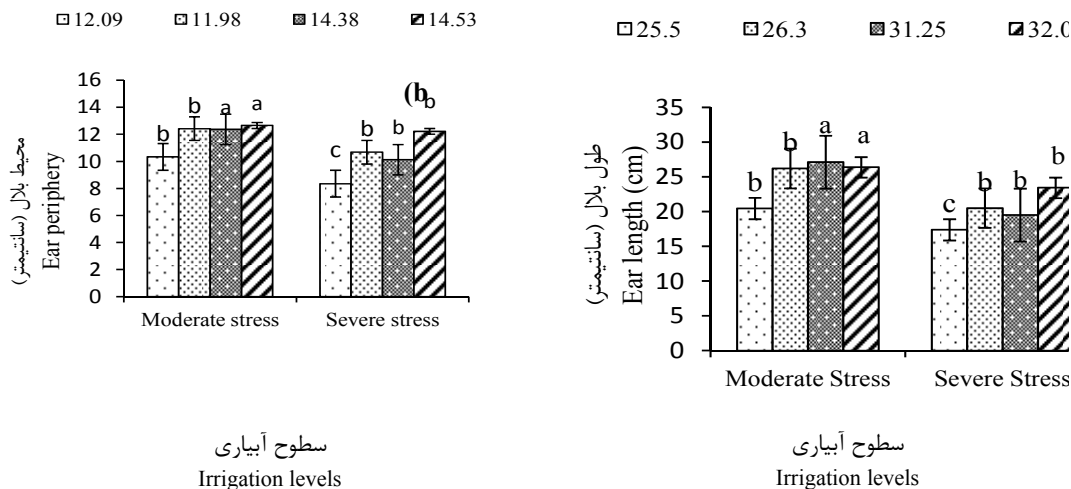 12.09 11.98 14.38 14.53
محیط بلال (سانتیمتر)
Ear periphery
16
14
12
10
8
6
4
2
0
b b a a
c b b b
(b
Moderate stress Severe stress
سطوح آبیاری
Irrigation levels
25.5 26.3 31.25 32.0
طول بلال (سانتیمتر)
Ear length (cm)
35
30
25
20
15
10
5
0
b b a a
c b b b
Moderate Stress Severe Stress
سطوح آبیاری
Irrigation levels